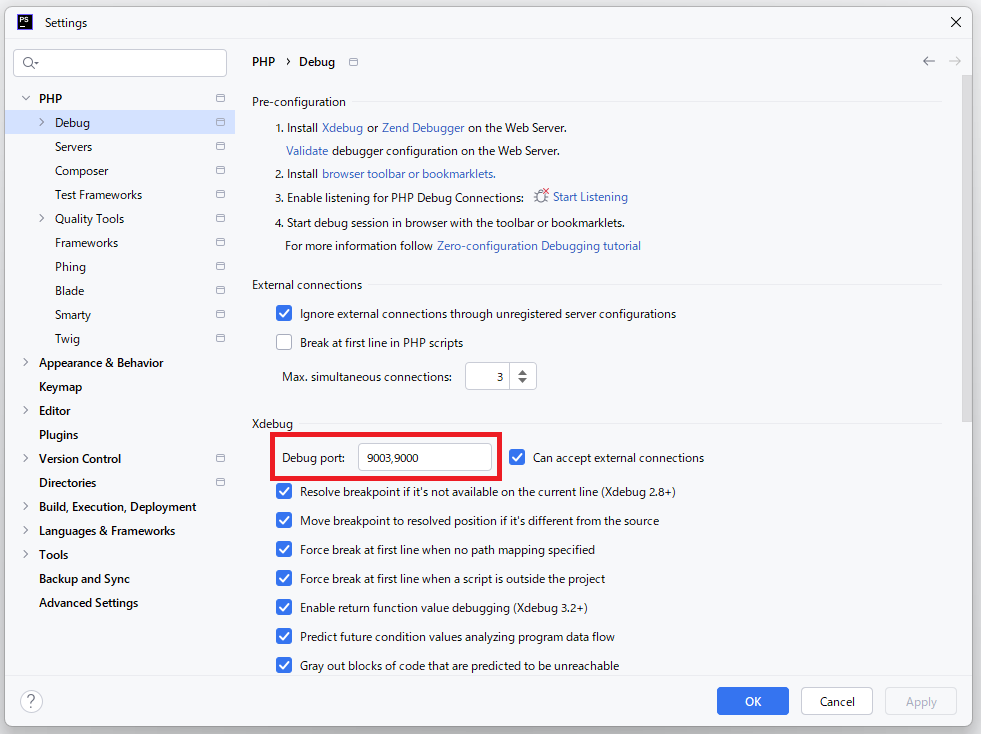 PS
Settings
PHP
Debug
Servers
Composer
Test Frameworks
Quality Tools
Frameworks
Phing
Blade
Smarty
Twig
Appearance & Behavior
Keymap
Editor
Plugins
Version Control
Directories
Build, Execution, Deployment
Languages & Frameworks
Tools
Backup and Sync
Advanced Settings
PHP › Debug
Pre-configuration
1. Install Xdebug or Zend Debugger on the Web Server.
Validate debugger configuration on the Web Server.
2. Install browser toolbar or bookmarklets.
3. Enable listening for PHP Debug Connections: Start Listening
4. Start debug session in browser with the toolbar or bookmarklets.
For more information follow Zero-configuration Debugging tutorial
External connections
Ignore external connections through unregistered server configurations
Break at first line in PHP scripts
Max. simultaneous connections: 3
Xdebug
Debug port: 9003,9000 Can accept external connections
Resolve breakpoint if it's not available on the current line (Xdebug 2.8+)
Move breakpoint to resolved position if it's different from the source
Force break at first line when no path mapping specified
Force break at first line when a script is outside the project
Enable return function value debugging (Xdebug 3.2+)
Predict future condition values analyzing program data flow
Gray out blocks of code that are predicted to be unreachable
? OK Cancel Apply